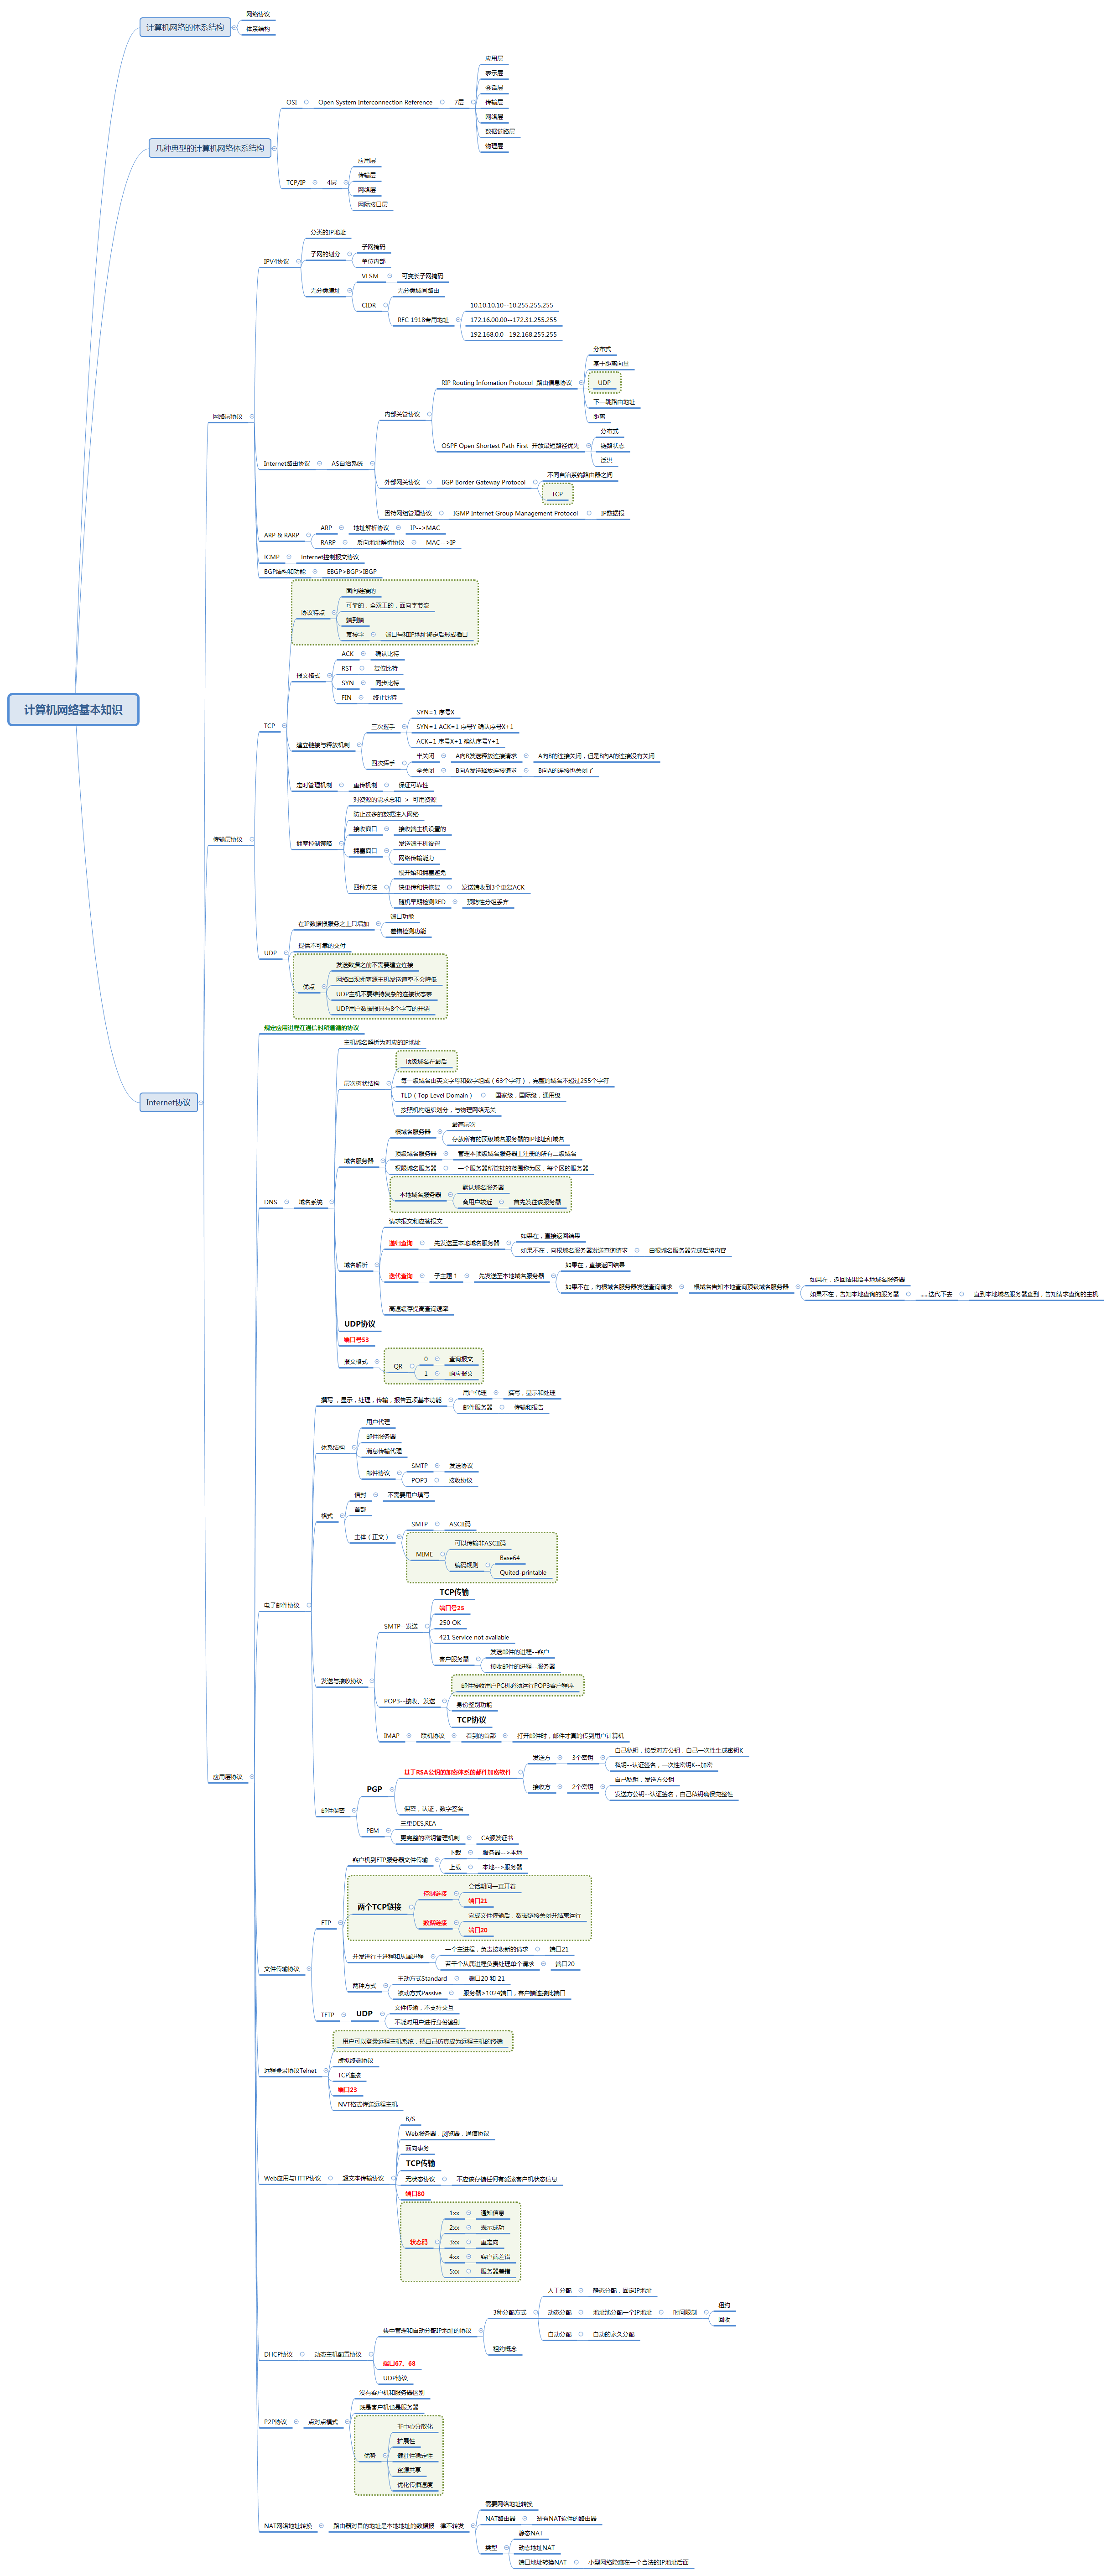 计算机网络基本知识
计算机网络的体系结构
网络协议
体系结构
几种典型的计算机网络体系结构
OSI
Open System Interconnection Reference
7层
应用层
表示层
会话层
传输层
网络层
数据链路层
物理层
TCP/IP
4层
应用层
传输层
网络层
网际接口层
Internet协议
网络层协议
IPV4协议
分类的IP地址
子网的划分
子网掩码
单位内部
无分类编址
VLSM
可变长子网掩码
CIDR
无分类域间路由
RFC 1918专用地址
10.10.10.10--10.255.255.255
172.16.00.00--172.31.255.255
192.168.0.0--192.168.255.255
Internet路由协议
AS自治系统
内部关管协议
RIP Routing Infomation Protocol 路由信息协议
分布式
基于距离向量
UDP
下一跳路由地址
距离
OSPF Open Shortest Path First 开放最短路径优先
分布式
链路状态
泛洪
外部网关协议
BGP Border Gateway Protocol
不同自治系统路由器之间
TCP
因特网组管理协议
IGMP Internet Group Management Protocol
IP数据报
ARP & RARP
ARP
地址解析协议
IP-->MAC
RARP
反向地址解析协议
MAC-->IP
ICMP
Internet控制报文协议
BGP结构和功能
EBGP>BGP>IBGP
传输层协议
TCP
协议特点
面向链接的
可靠的，全双工的，面向字节流
端到端
套接字
端口号和IP地址绑定后形成插口
报文格式
ACK
确认比特
RST
复位比特
SYN
同步比特
FIN
终止比特
建立链接与释放机制
三次握手
SYN=1 序号X
SYN=1 ACK=1 序号Y 确认序号X+1
ACK=1 序号X+1 确认序号Y+1
四次挥手
半关闭
A向B发送释放连接请求
A向B的连接关闭，但是B向A的连接没有关闭
全关闭
B向A发送释放连接请求
B向A的连接也关闭了
定时管理机制
重传机制
保证可靠性
拥塞控制策略
对资源的需求总和 > 可用资源
防止过多的数据注入网络
接收窗口
接收端主机设置的
拥塞窗口
发送端主机设置
网络传输能力
四种方法
慢开始和拥塞避免
快重传和快恢复
发送端收到3个重复ACK
随机早期检测RED
预防性分组丢弃
UDP
在IP数据报服务之上只增加
端口功能
差错检测功能
提供不可靠的交付
优点
发送数据之前不需要建立连接
网络出现拥塞源主机发送速率不会降低
UDP主机不要维持复杂的连接状态表
UDP用户数据报只有8个字节的开销
应用层协议
规定应用进程在通信时所遵循的协议
DNS
域名系统
主机域名解析为对应的IP地址
层次树状结构
顶级域名在最后
每一级域名由英文字母和数字组成（63个字符），完整的域名不超过255个字符
TLD（Top Level Domain）
国家级，国际级，通用级
按照机构组织划分，与物理网络无关
域名服务器
根域名服务器
最高层次
存放所有的顶级域名服务器的IP地址和域名
顶级域名服务器
管理本顶级域名服务器上注册的所有二级域名
权限域名服务器
一个服务器所管辖的范围称为区，每个区的服务器
本地域名服务器
默认域名服务器
离用户较近
首先发往该服务器
域名解析
请求报文和应答报文
递归查询
先发送至本地域名服务器
如果在，直接返回结果
如果不在，向根域名服务器发送查询请求
由根域名服务器完成后续内容
迭代查询
子主题 1
先发送至本地域名服务器
如果在，直接返回结果
如果不在，向根域名服务器发送查询请求
根域名告知本地查询顶级域名服务器
如果在，返回结果给本地域名服务器
如果不在，告知本地查询的服务器
......迭代下去
直到本地域名服务器查到，告知请求查询的主机
高速缓存提高查询速率
UDP协议
端口号53
报文格式
QR
0
查询报文
1
响应报文
电子邮件协议
撰写，显示，处理，传输，报告五项基本功能
用户代理
撰写，显示和处理
邮件服务器
传输和报告
体系结构
用户代理
邮件服务器
消息传输代理
邮件协议
SMTP
发送协议
POP3
接收协议
格式
信封
不需要用户填写
首部
主体（正文）
SMTP
ASCII码
MIME
可以传输非ASCII码
编码规则
Base64
Quited-printable
发送与接收协议
SMTP--发送
TCP传输
端口号25
250 OK
421 Service not available
客户服务器
发送邮件的进程--客户
接收邮件的进程--服务器
POP3--接收，发送
邮件接收用户PC机必须运行POP3客户程序
身份鉴别功能
TCP协议
IMAP
联机协议
看到的首部
打开邮件时，邮件才真的传到用户计算机
邮件保密
PGP
基于RSA公钥的加密体系的邮件加密软件
发送方
3个密钥
自己私钥，接受对方公钥，自己一次性生成密钥K
私钥--认证签名，一次性密钥K--加密
接收方
2个密钥
自己私钥，发送方公钥
发送方公钥--认证签名，自己私钥确保完整性
保密，认证，数字签名
PEM
三重DES,REA
更完整的密钥管理机制
CA颁发证书
文件传输协议
FTP
客户机到FTP服务器文件传输
下载
服务器-->本地
上载
本地-->服务器
两个TCP链接
控制链接
会话期间一直开着
端口21
数据链接
完成文件传输后，数据链接关闭并结束运行
端口20
并发进行主进程和从属进程
一个主进程，负责接收新的请求
端口21
若干个从属进程负责处理单个请求
端口20
两种方式
主动方式Standard
端口20 和 21
被动方式Passive
服务器>1024端口，客户端连接此端口
TFTP
UDP
文件传输，不支持交互
不能对用户进行身份鉴别
远程登录协议Telnet
用户可以登录远程主机系统，把自己仿真成为远程主机的终端
虚拟终端协议
TCP连接
端口23
NVT格式传送远程主机
Web应用与HTTP协议
超文本传输协议
B/S
Web服务器，浏览器，通信协议
面向事务
TCP传输
无状态协议
不应该存储任何有爱滋客户机状态信息
端口80
状态码
1xx
通知信息
2xx
表示成功
3xx
重定向
4xx
客户端差错
5xx
服务器差错
DHCP协议
动态主机配置协议
集中管理和自动分配IP地址的协议
3种分配方式
人工分配
静态分配，固定IP地址
动态分配
地址池分配一个IP地址
时间限制
租约
回收
自动分配
自动的永久分配
租约概念
端口67、68
UDP协议
P2P协议
点对点模式
没有客户机和服务器区别
既是客户机也是服务器
优势
非中心分散化
扩展性
健壮性稳定性
资源共享
优化传播速度
NAT网络地址转换
路由器对目的地址是本地地址的数据报一律不转发
需要网络地址转换
NAT路由器
装有NAT软件的路由器
类型
静态NAT
动态地址NAT
端口地址转换NAT
小型网络隐藏在一个合法的IP地址后面